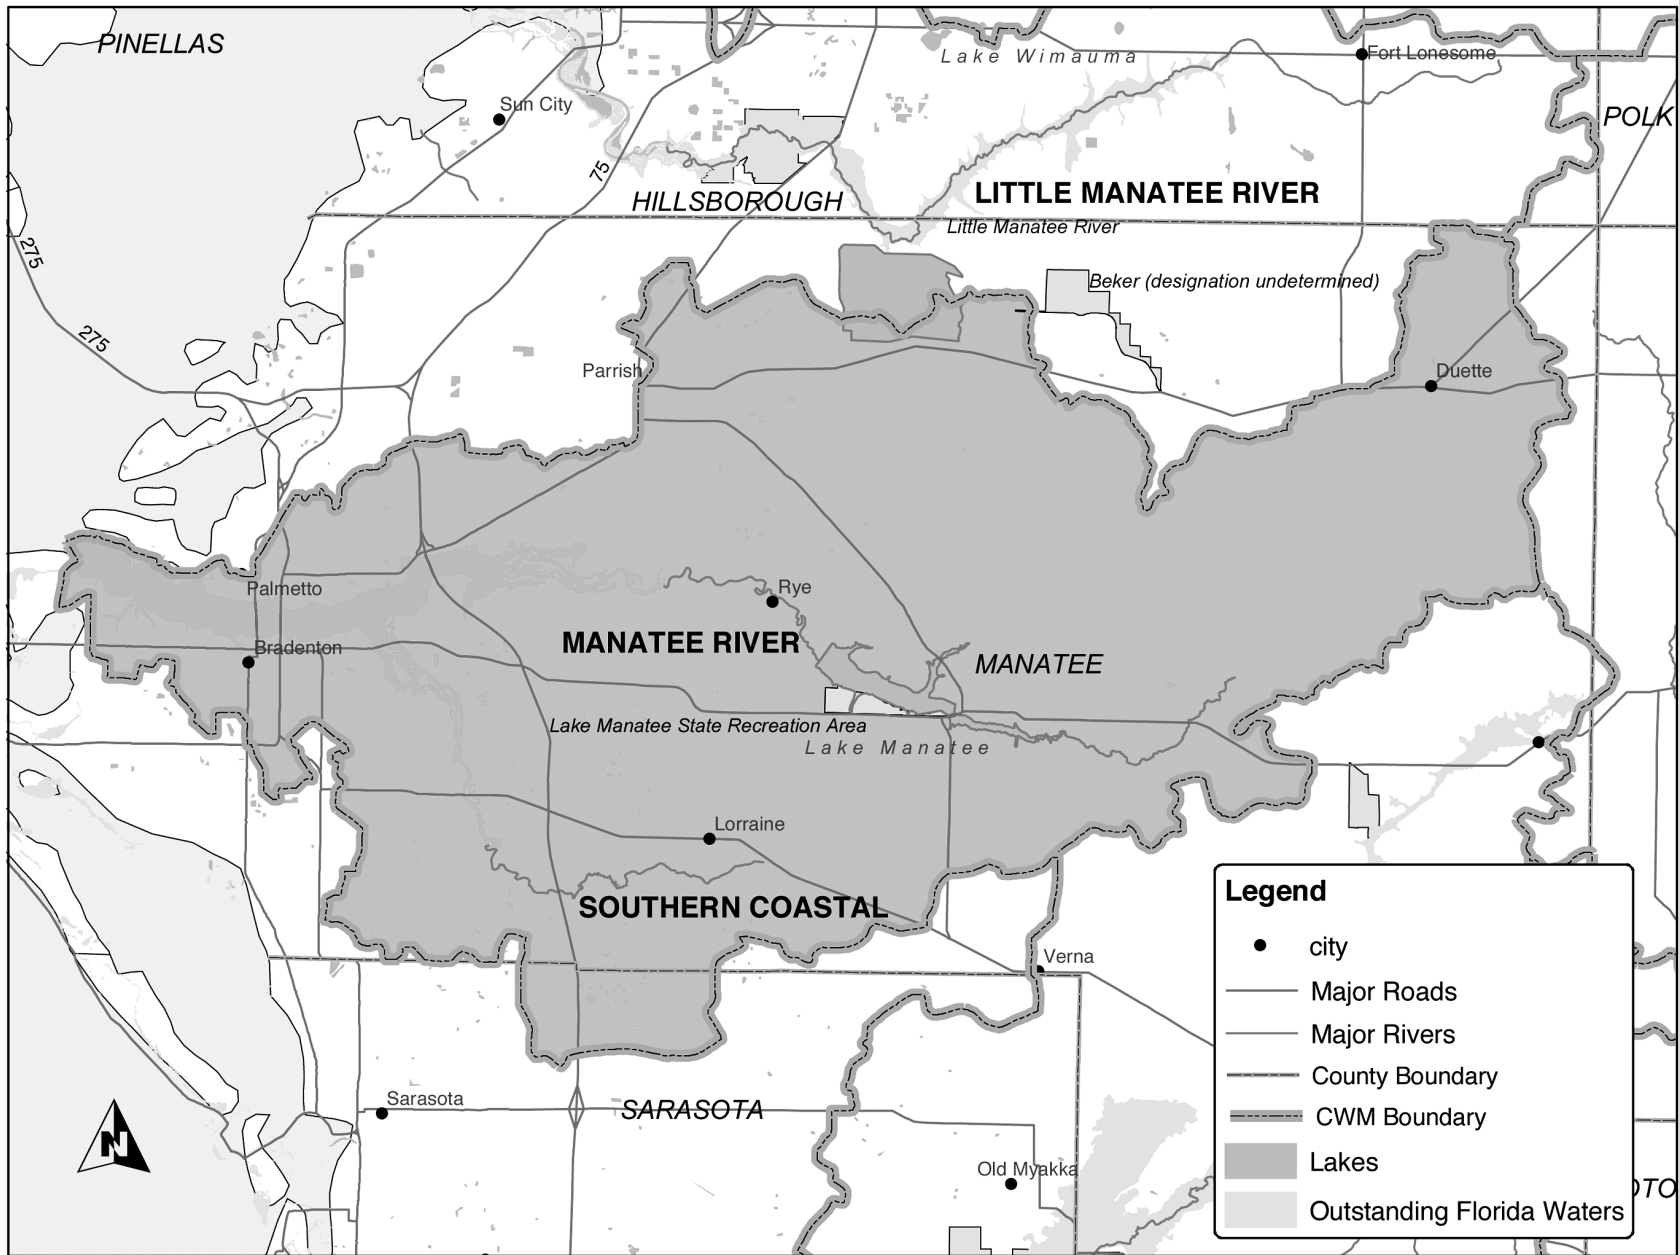 PINELLAS
Lake Wimauma
Fort Lonesome
Sun City
POLK
75
HILLSBOROUGH
LITTLE MANATEE RIVER
Little Manatee River
275
Beker (designation undetermined)
275
Parrish
Duette
Palmetto
Rye
MANATEE RIVER
Bradenton
MANATEE
Lake Manatee State Recreation Area
Lake Manatee
Lorraine
SOUTHERN COASTAL
Verna
Sarasota
SARASOTA
Old Myakka
N
Legend
city
Major Roads
Major Rivers
County Boundary
CWM Boundary
Lakes
Outstanding Florida Waters
OTO